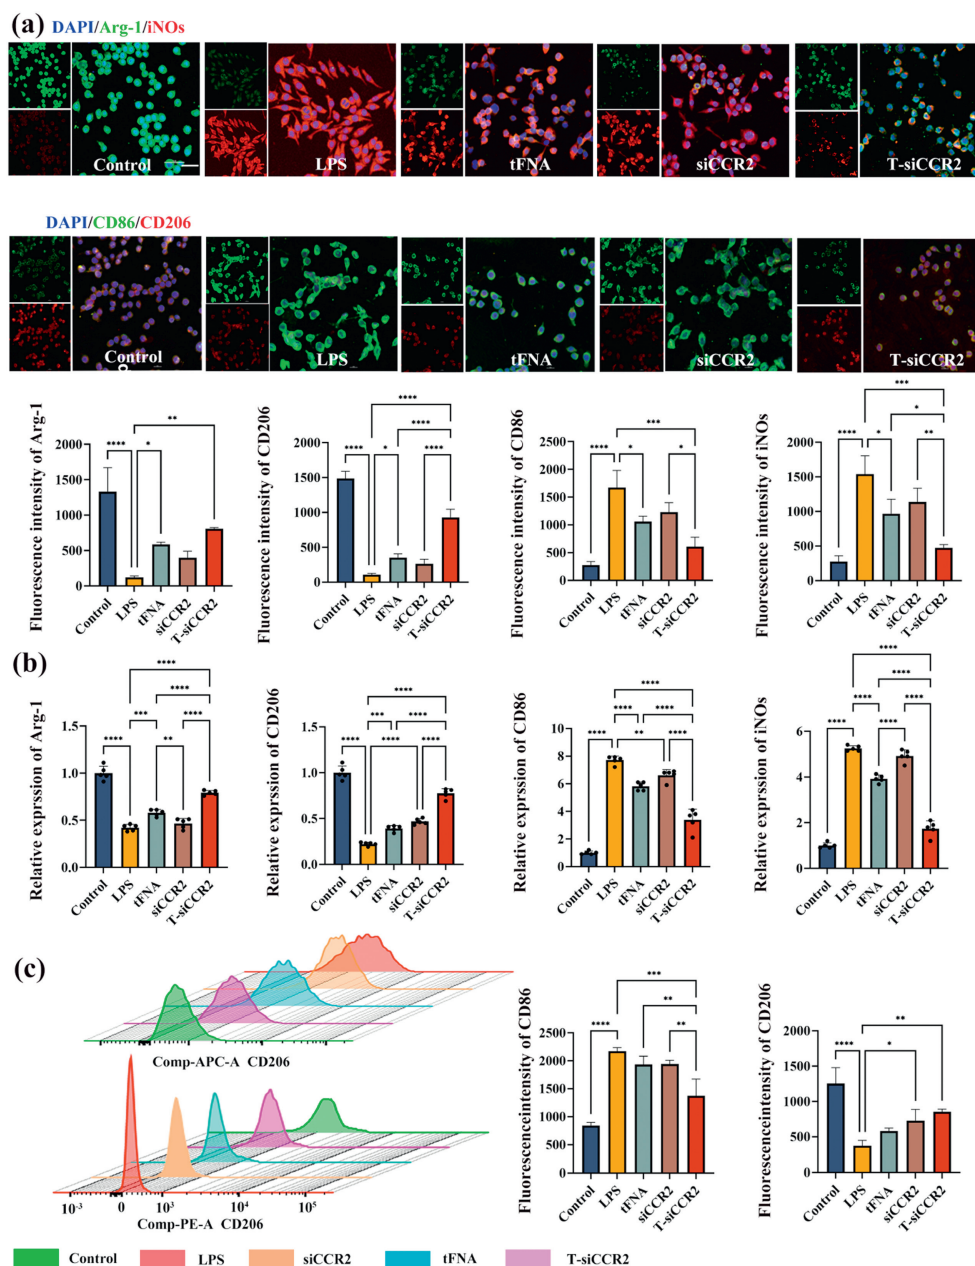 (a) DAPI/Arg-1/iNOs
Control LPS tFNA siCCR2 T-siCCR2
DAPI/CD86/CD206
Control LPS tFNA siCCR2 T-siCCR2
Fluorescence intensity of Arg-1
2000
1500
1000
500
0
**** * **
Control LPS tFNA siCCR2 T-siCCR2
Fluorescence intensity of CD206
2000
1500
1000
500
0
****
****
**** * ****
Control LPS tFNA siCCR2 T-siCCR2
Fluorescence intensity of CD86
2500
2000
1500
1000
500
0
***
**** * *
Control LPS tFNA siCCR2 T-siCCR2
Fluorescence intensity of iNOs
2000
1500
1000
500
0
***
*
**** * **
Control LPS tFNA siCCR2 T-siCCR2
(b)
Relative exprssion of Arg-1
1.5
1.0
0.5
0.0
****
*** ****
**** ** ****
Control LPS tFNA siCCR2 T-siCCR2
Relative exprssion of CD206
1.5
1.0
0.5
0.0
****
*** ****
**** **** ****
Control LPS tFNA siCCR2 T-siCCR2
Relative exprssion of CD86
10
8
6
4
2
0
****
**** ****
**** ** ****
Control LPS tFNA siCCR2 T-siCCR2
Relative exprssion of iNOs
6
4
2
0
****
****
**** ****
**** ****
Control LPS tFNA siCCR2 T-siCCR2
(c)
Comp-APC-A CD206
-10³ 0 10³ 10⁴ 10⁵
Comp-PE-A CD206
Fluorescenceintensity of CD86
2500
2000
1500
1000
500
0
***
**
**** **
Control LPS tFNA siCCR2 T-siCCR2
Fluorescenceintensity of CD206
2000
1500
1000
500
0
**
**** *
Control LPS tFNA siCCR2 T-siCCR2
Control LPS siCCR2 tFNA T-siCCR2